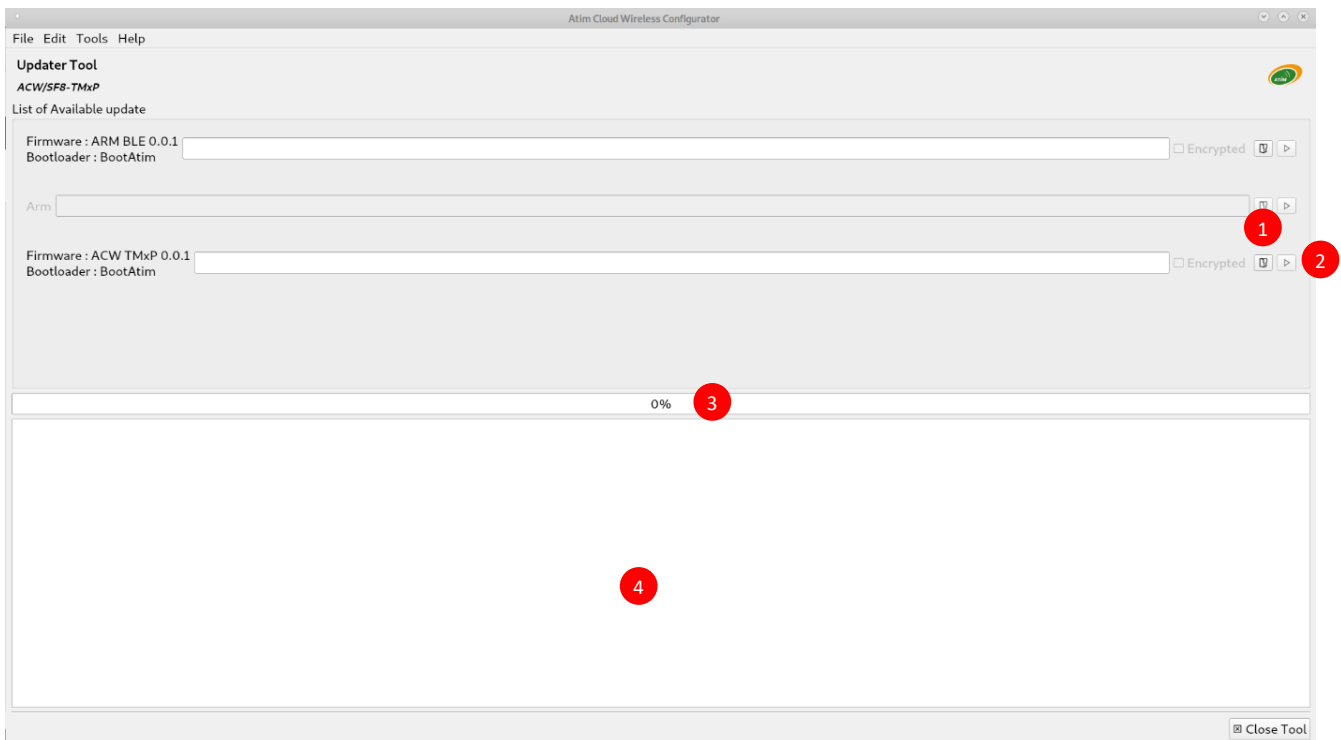 Atim Cloud Wireless Configurator
File Edit Tools Help
Updater Tool
ACW/SF8-TMxP
atim
List of Available update
Firmware : ARM BLE 0.0.1
Bootloader : BootAtim
Encrypted
Arm
1
Firmware : ACW TMxP 0.0.1
Bootloader : BootAtim
Encrypted
2
0%
3
4
Close Tool